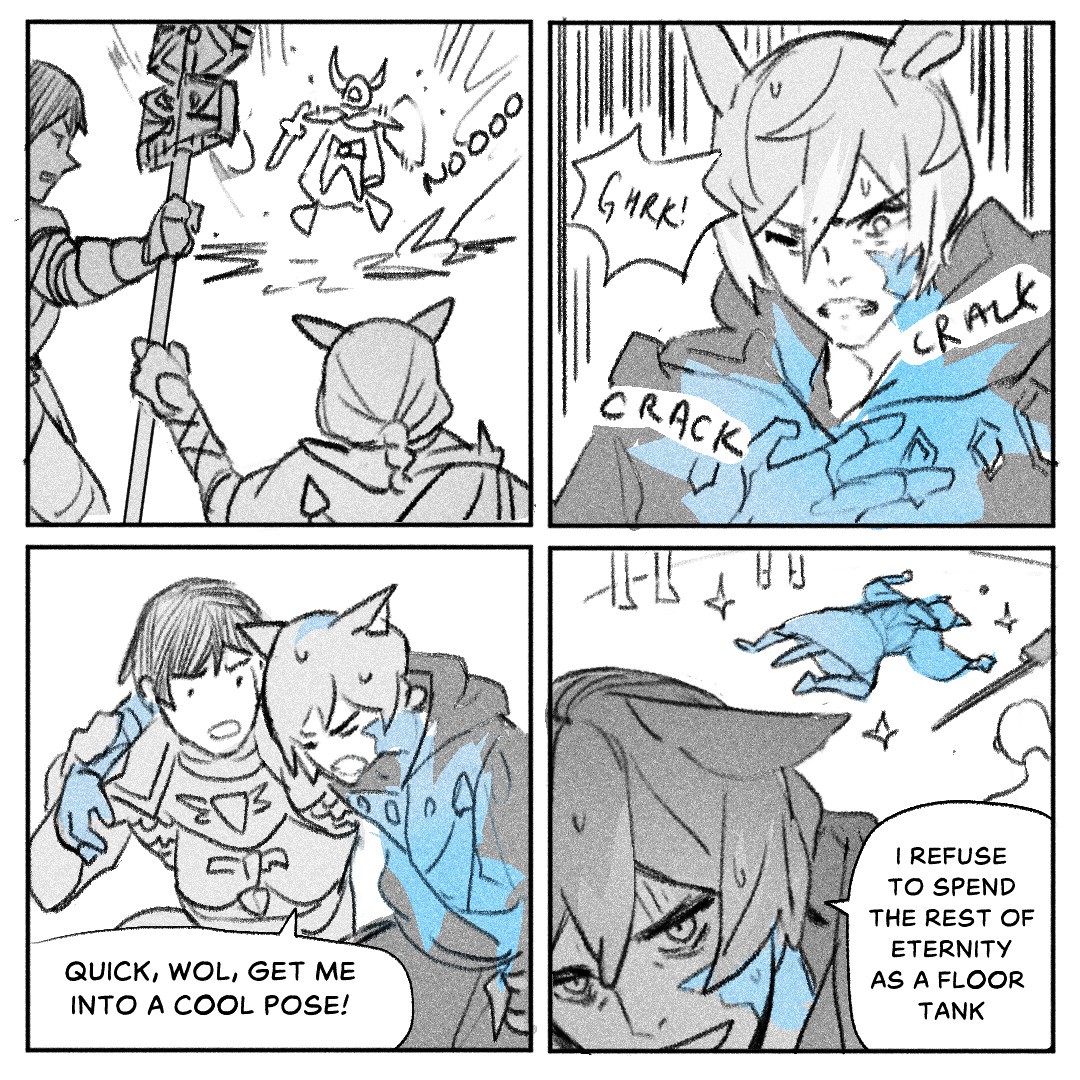 NOOOO
GHRK!
CRACK
CRACK
QUICK, WOL, GET ME
INTO A COOL POSE!
I REFUSE
TO SPEND
THE REST OF
ETERNITY
AS A FLOOR
TANK